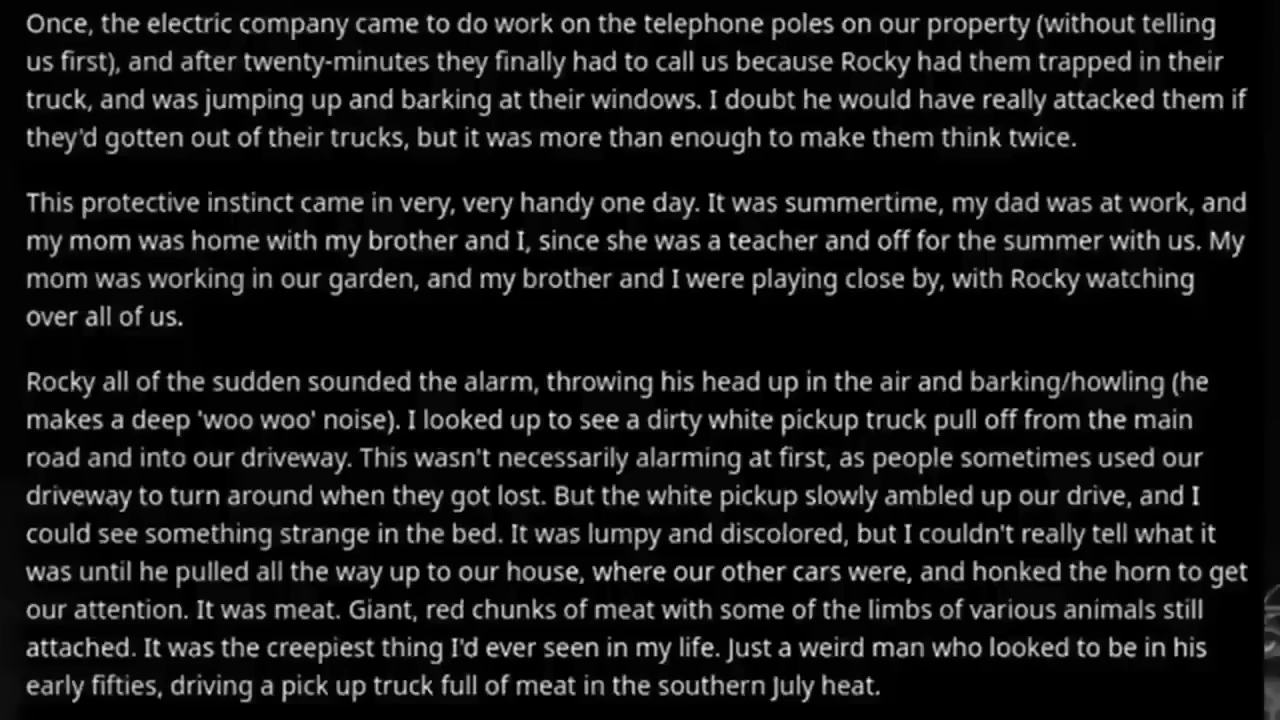 Once, the electric company came to do work on the telephone poles on our property (without telling
us first), and after twenty-minutes they finally had to call us because Rocky had them trapped in their
truck, and was jumping up and barking at their windows. I doubt he would have really attacked them if
they'd gotten out of their trucks, but it was more than enough to make them think twice.
This protective instinct came in very, very handy one day. It was summertime, my dad was at work, and
my mom was home with my brother and I, since she was a teacher and off for the summer with us. My
mom was working in our garden, and my brother and I were playing close by, with Rocky watching
over all of us.
Rocky all of the sudden sounded the alarm, throwing his head up in the air and barking/howling (he
makes a deep 'woo woo' noise). I looked up to see a dirty white pickup truck pull off from the main
road and into our driveway. This wasn't necessarily alarming at first, as people sometimes used our
driveway to turn around when they got lost. But the white pickup slowly ambled up our drive, and I
could see something strange in the bed. It was lumpy and discolored, but I couldn't really tell what it
was until he pulled all the way up to our house, where our other cars were, and honked the horn to get
our attention. It was meat. Giant, red chunks of meat with some of the limbs of various animals still
attached. It was the creepiest thing I'd ever seen in my life. Just a weird man who looked to be in his
early fifties, driving a pick up truck full of meat in the southern July heat.